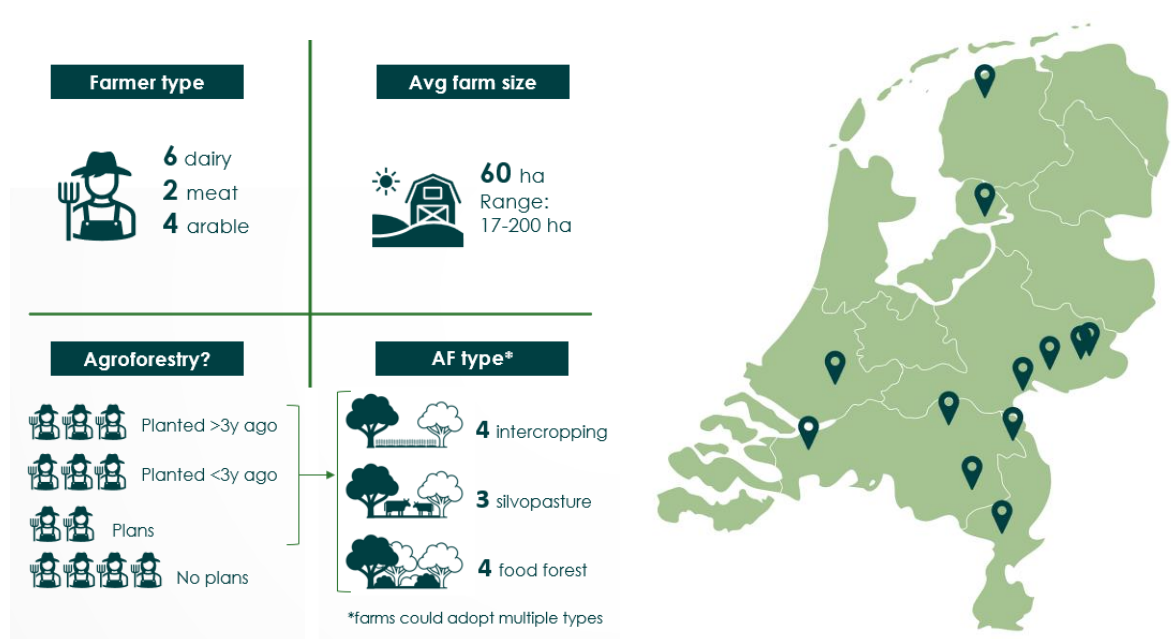 Farmer type
6 dairy
2 meat
4 arable
Avg farm size
60 ha
Range:
17-200 ha
Agroforestry?
Planted >3y ago
Planted <3y ago
Plans
No plans
AF type*
4 intercropping
3 silvopasture
4 food forest
*farms could adopt multiple types